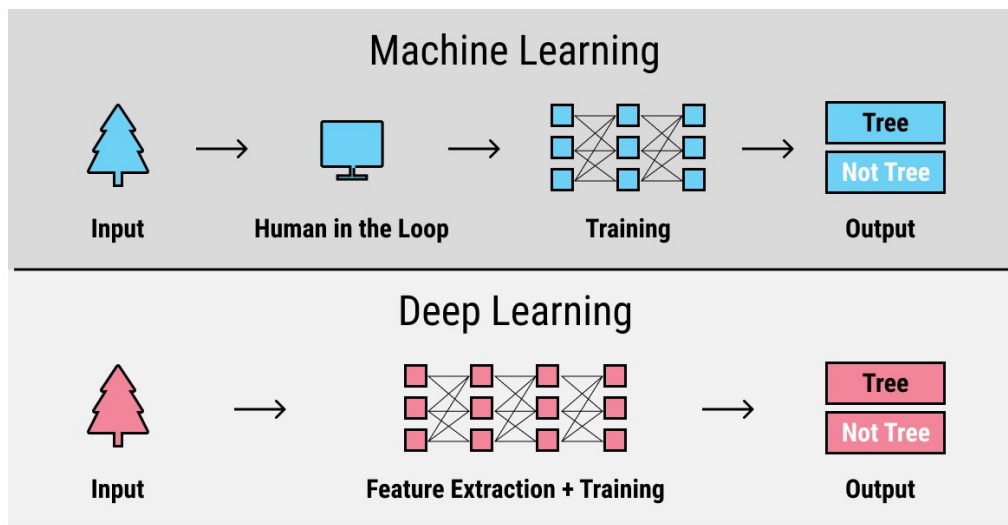 Machine Learning
Tree
Not Tree
Input
Human in the Loop
Training
Output
Deep Learning
Tree
Not Tree
Input
Feature Extraction + Training
Output